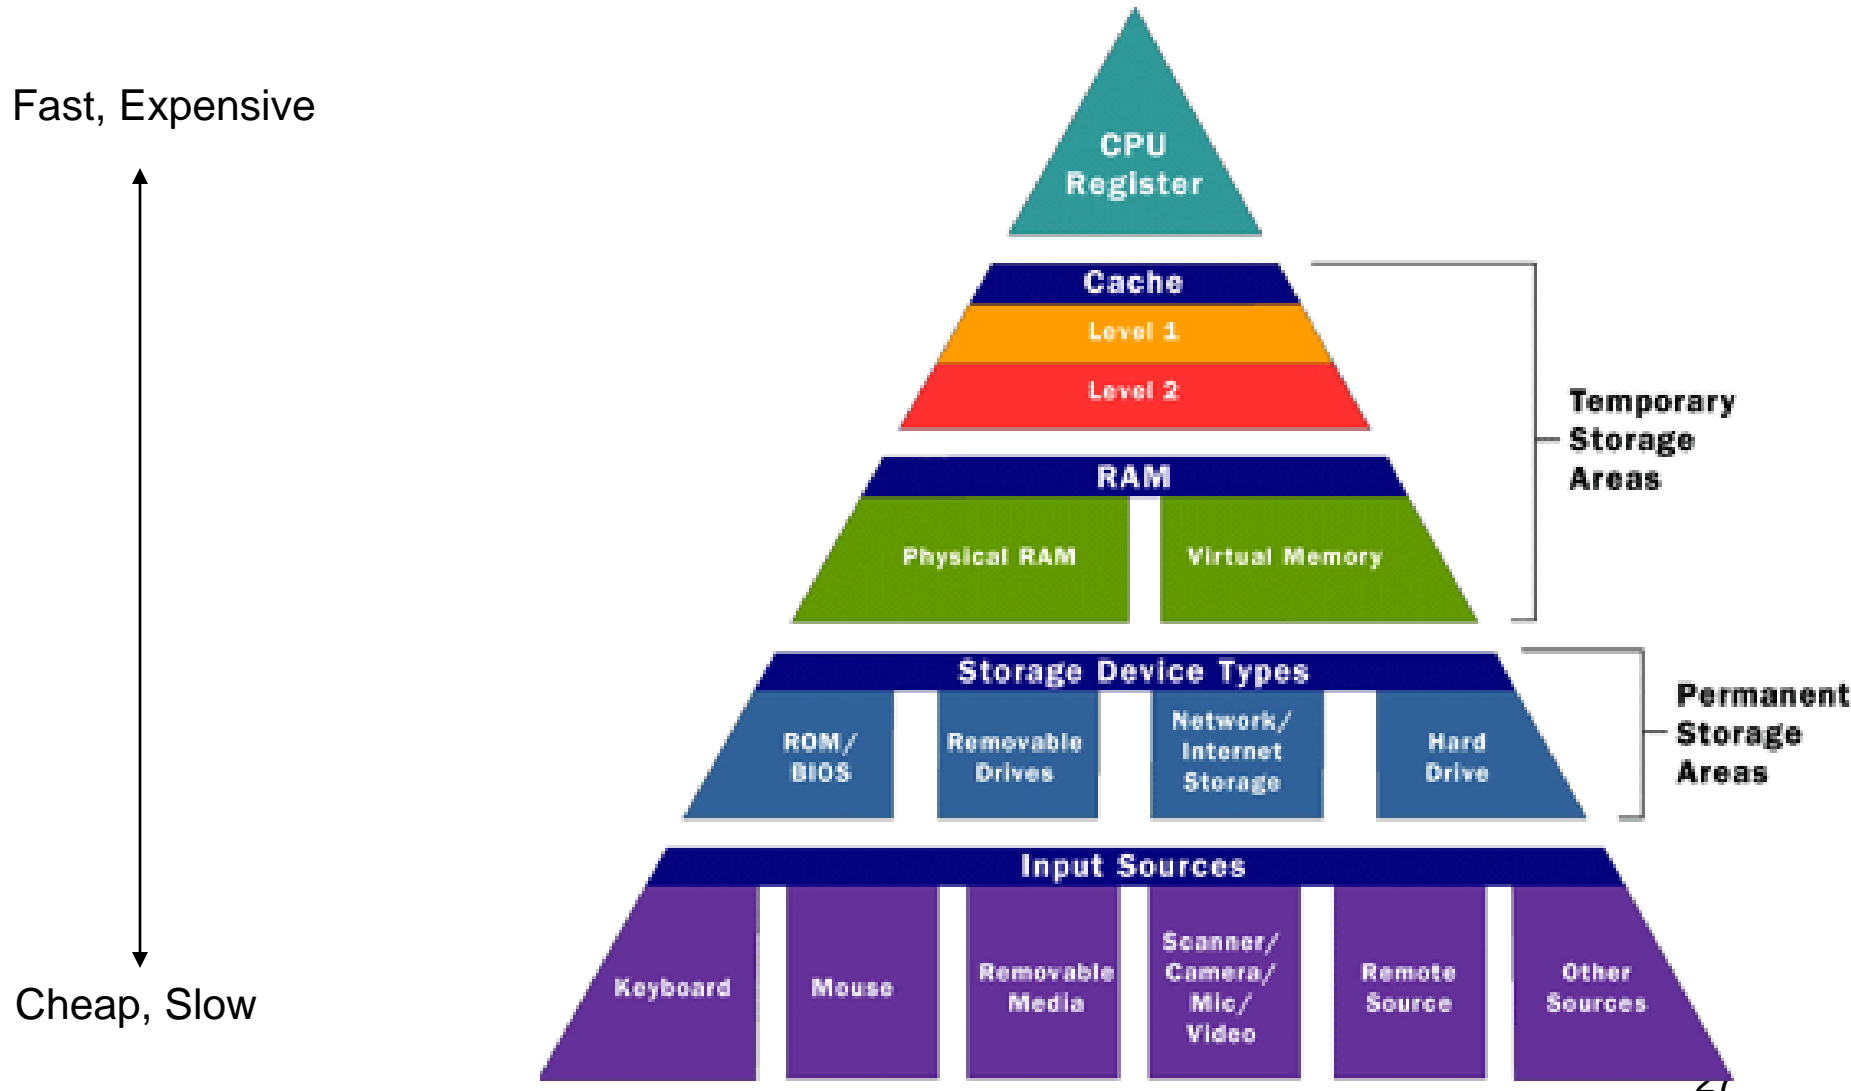 Fast, Expensive
CPU
Register
Cache
Level 1
Level 2
RAM
Physical RAM
Virtual Memory
Temporary
Storage
Areas
Storage Device Types
ROM/
BIOS
Removable
Drives
Network/
Internet
Storage
Hard
Drive
Permanent
Storage
Areas
Input Sources
Keyboard
Mouse
Removable
Media
Scanner/
Camera/
Mic/
Video
Remote
Source
Other
Sources
Cheap, Slow
27